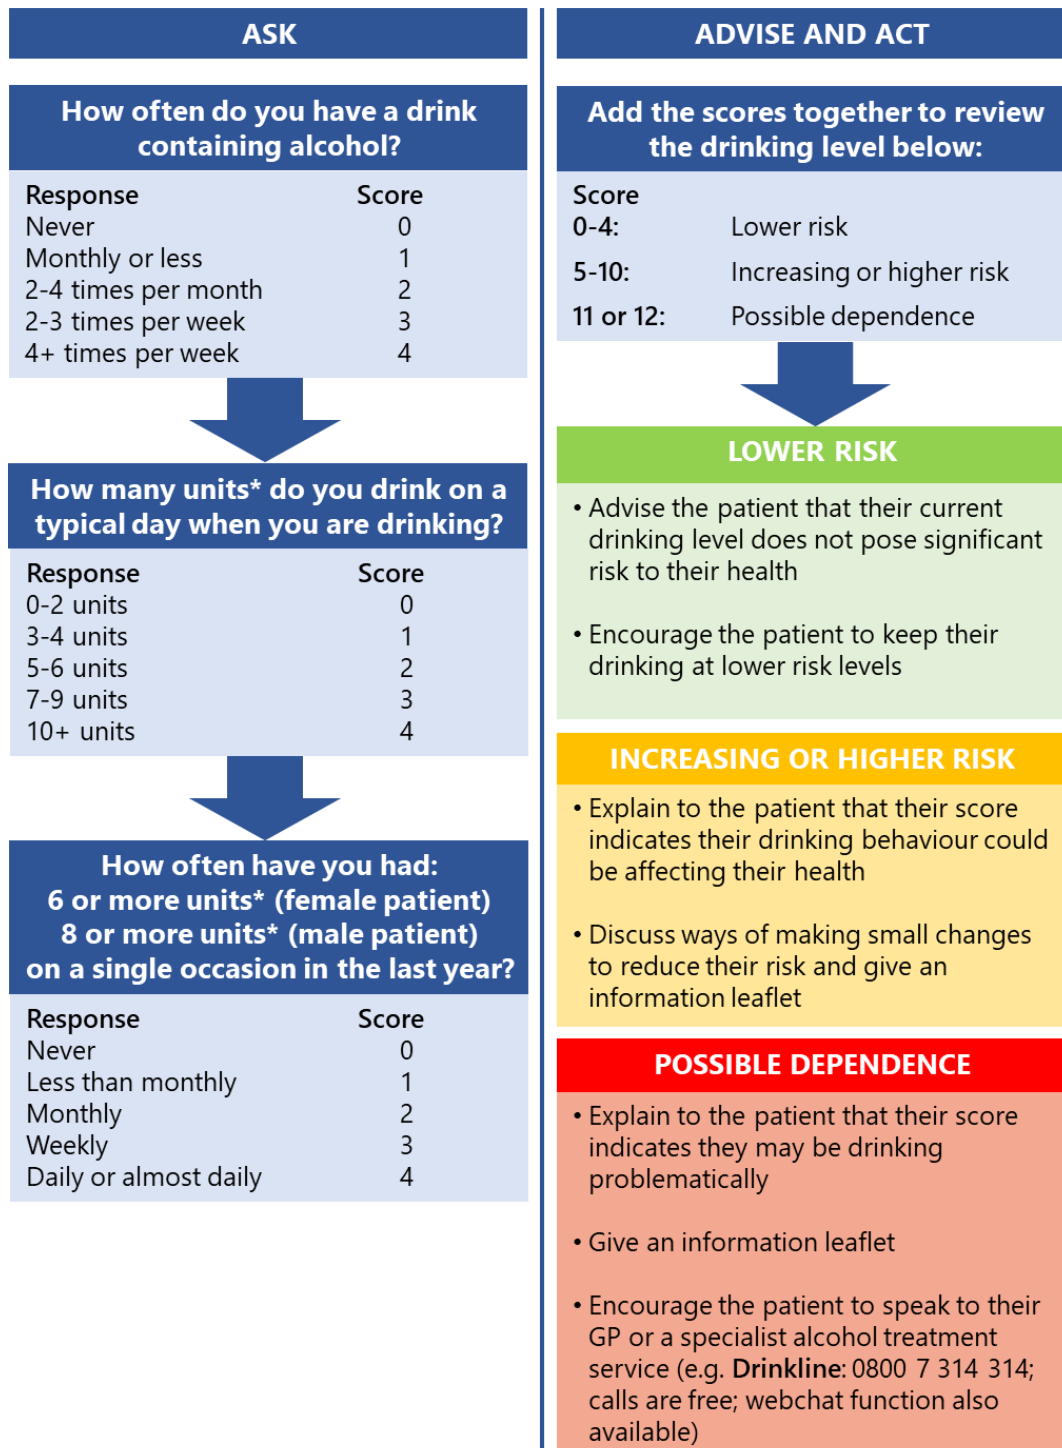 ASK
How often do you have a drink
containing alcohol?
Response Score
Never 0
Monthly or less 1
2-4 times per month 2
2-3 times per week 3
4+ times per week 4
How many units* do you drink on a
typical day when you are drinking?
Response Score
0-2 units 0
3-4 units 1
5-6 units 2
7-9 units 3
10+ units 4
How often have you had:
6 or more units* (female patient)
8 or more units* (male patient)
on a single occasion in the last year?
Response Score
Never 0
Less than monthly 1
Monthly 2
Weekly 3
Daily or almost daily 4
ADVISE AND ACT
Add the scores together to review
the drinking level below:
Score
0-4: Lower risk
5-10: Increasing or higher risk
11 or 12: Possible dependence
LOWER RISK
• Advise the patient that their current
drinking level does not pose significant
risk to their health
• Encourage the patient to keep their
drinking at lower risk levels
INCREASING OR HIGHER RISK
• Explain to the patient that their score
indicates their drinking behaviour could
be affecting their health
• Discuss ways of making small changes
to reduce their risk and give an
information leaflet
POSSIBLE DEPENDENCE
• Explain to the patient that their score
indicates they may be drinking
problematically
• Give an information leaflet
• Encourage the patient to speak to their
GP or a specialist alcohol treatment
service (e.g. Drinkline: 0800 7 314 314;
calls are free; webchat function also
available)